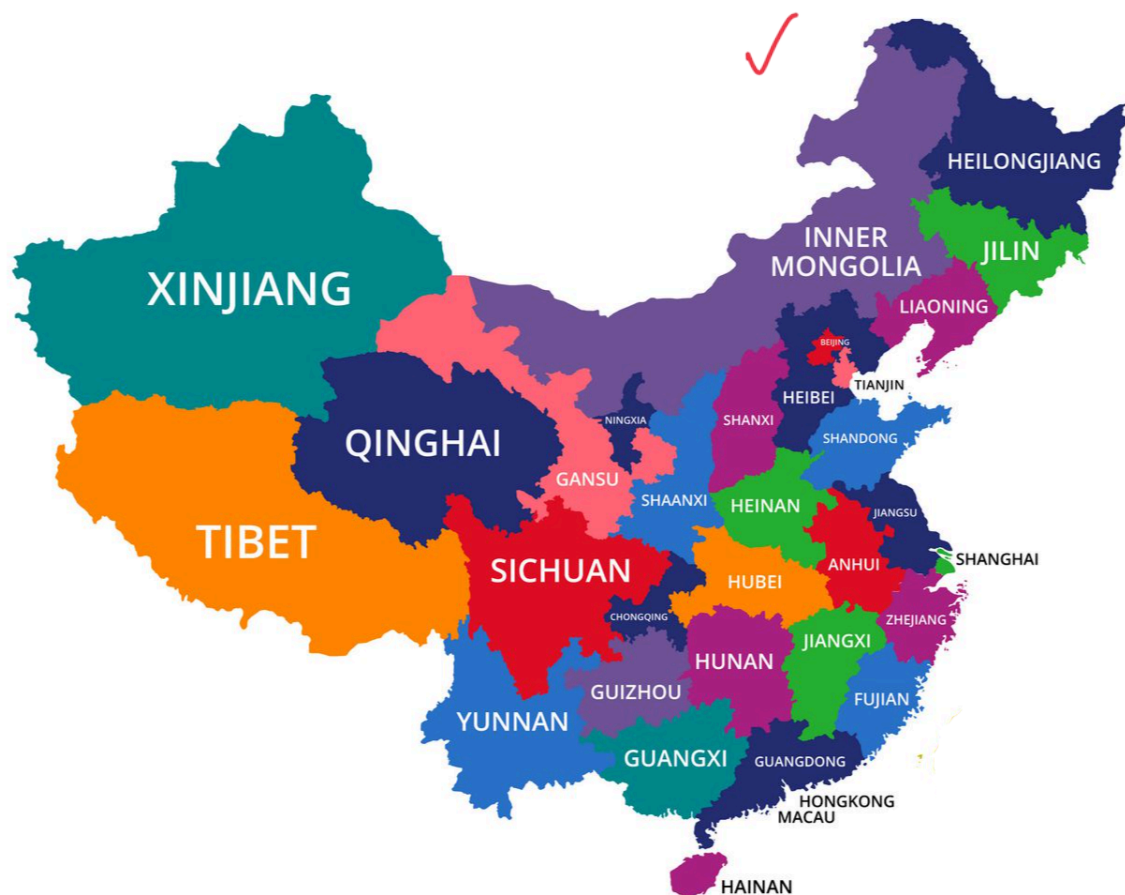 HEILONGJIANG
INNER
MONGOLIA
JILIN
XINJIANG
LIAONING
BEIJING
TIANJIN
HEIBEI
NINGXIA
SHANXI
SHANDONG
QINGHAI
GANSU
SHAANXI
HEINAN
JIANGSU
TIBET
SICHUAN
HUBEI
ANHUI
SHANGHAI
CHONGQING
ZHEJIANG
JIANGXI
HUNAN
GUIZHOU
FUJIAN
YUNNAN
GUANGXI
GUANGDONG
HONGKONG
MACAU
HAINAN